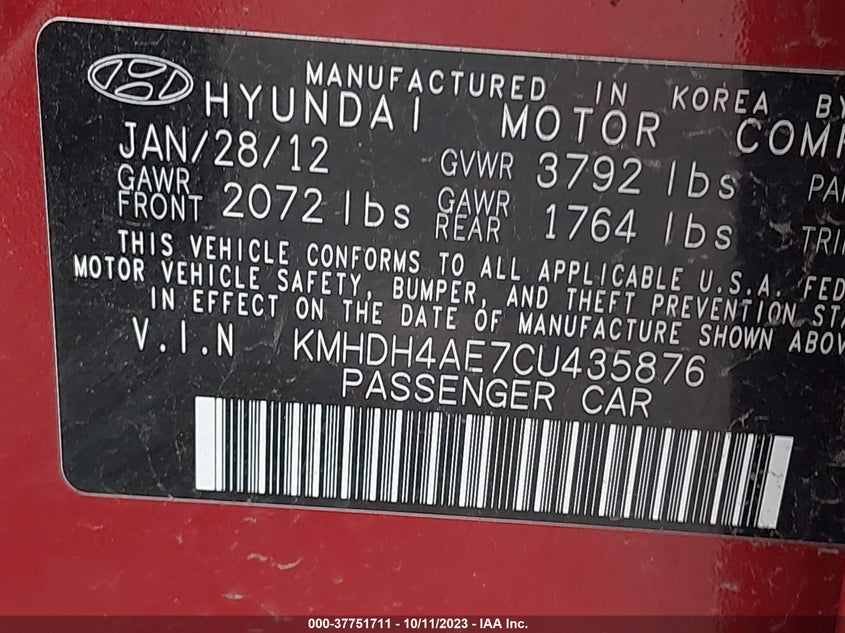 MANUFACTURED IN KOREA BY
HYUNDAI MOTOR
JAN/28/12 GVWR 3792 lbs
GAWR FRONT 2072 lbs GAWR REAR 1764 lbs
THIS VEHICLE CONFORMS TO ALL APPLICABLE U.S.A.
MOTOR VEHICLE SAFETY, BUMPER, AND THEFT PREVENTION
IN EFFECT ON THE DATE OF MANUFACTURE SHOWN
V.I.N KMHDH4AE7CU435876
PASSENGER CAR
000-37751711 - 10/11/2023 - IAA Inc.